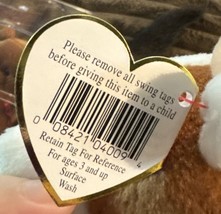 Please remove all swing tags
before giving this item to a child
0 08421 04009 4
Retain Tag For Reference
For ages 3 and up
Surface
Wash